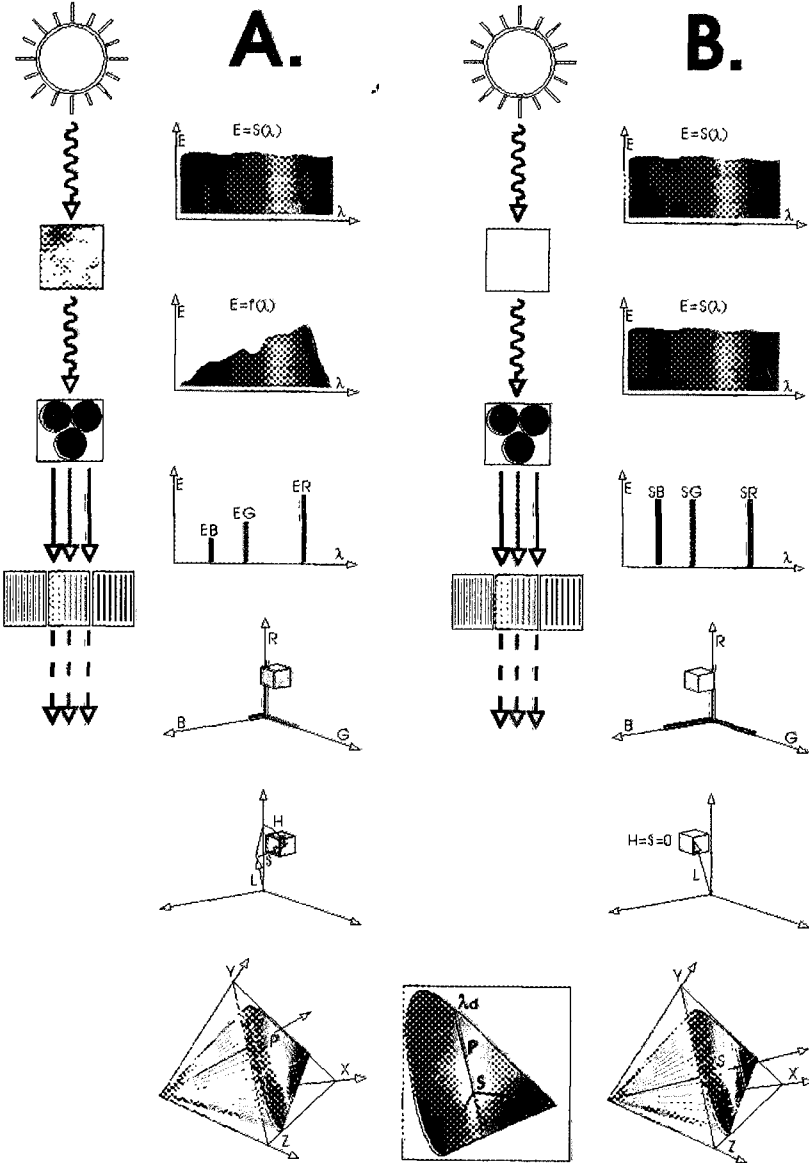 A.
B.
E
E=S(λ)
λ
E
E=S(λ)
λ
E
E=f(λ)
λ
E
E=S(λ)
λ
E
EB
EG
ER
λ
E
SB
SG
SR
λ
R
B
G
R
B
G
H
S
L
H=S=0
L
Y
P
X
Z
λd
P
S
Y
S
X
Z